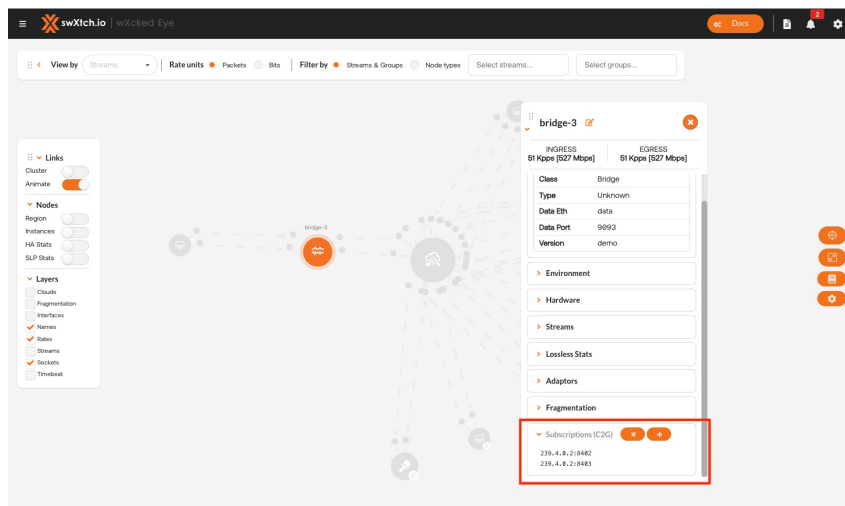 swXtch.io | wXcked Eye
Docs
2
View by Streams Rate units Packets Bits Filter by Streams & Groups Node types Select streams... Select groups...
Links
Cluster
Animate
Nodes
Region
Instances
HA Stats
SLP Stats
Layers
Clouds
Fragmentation
Interfaces
Names
Rates
Streams
Sockets
Timebeat
bridge-3
bridge-3
INGRESS EGRESS
51 Kpps [527 Mbps] 51 Kpps [527 Mbps]
Class Bridge
Type Unknown
Data Eth data
Data Port 9093
Version demo
Environment
Hardware
Streams
Lossless Stats
Adaptors
Fragmentation
Subscriptions (C2G) × +
239.4.0.2:8402
239.4.0.2:8403